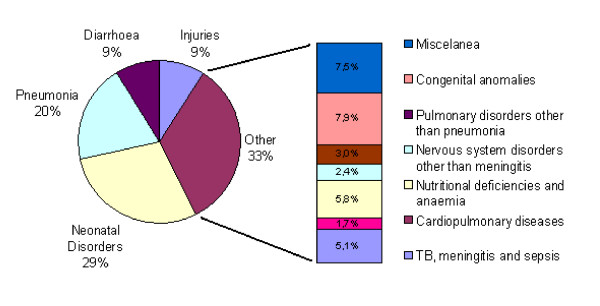 Diarrhoea
9%
Injuries
9%
Pneumonia
20%
Other
33%
Neonatal
Disorders
29%
7,5%
7,9%
3,0%
2,4%
5,8%
1,7%
5,1%
Miscelanea
Congenital anomalies
Pulmonary disorders other
than pneumonia
Nervous system disorders
other than meningitis
Nutritional deficiencies and
anaemia
Cardiopulmonary diseases
TB, meningitis and sepsis